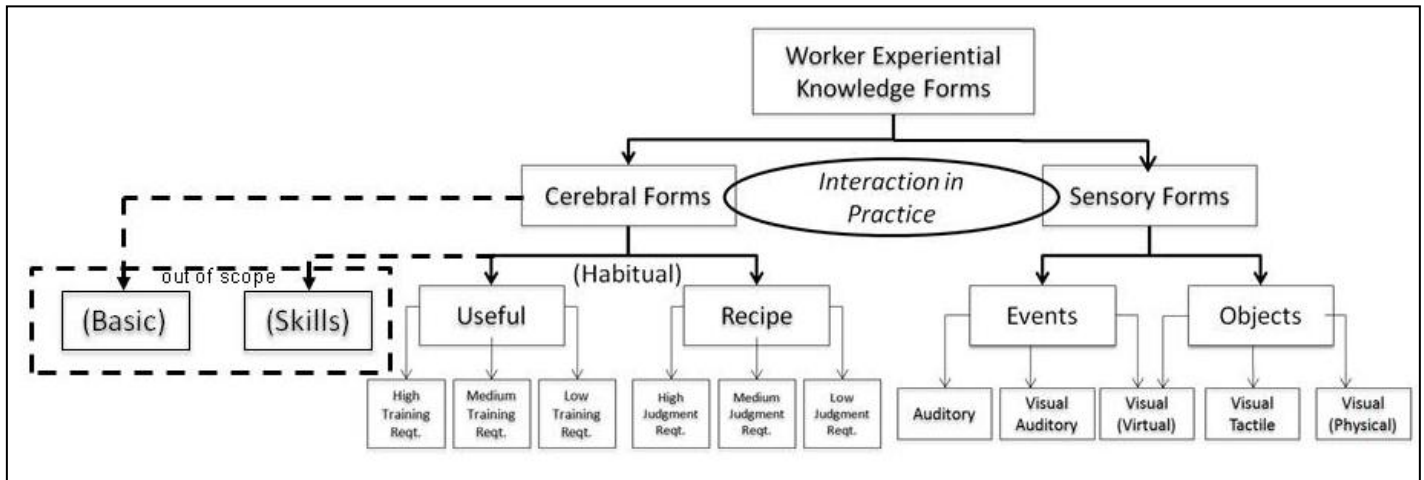 Worker Experiential
Knowledge Forms
Cerebral Forms
Interaction in
Practice
Sensory Forms
out of scope
(Habitual)
(Basic)
(Skills)
Useful
Recipe
Events
Objects
High
Training
Reqt.
Medium
Training
Reqt.
Low
Training
Reqt.
High
Judgment
Reqt.
Medium
Judgment
Reqt.
Low
Judgment
Reqt.
Auditory
Visual
Auditory
Visual
(Virtual)
Visual
Tactile
Visual
(Physical)